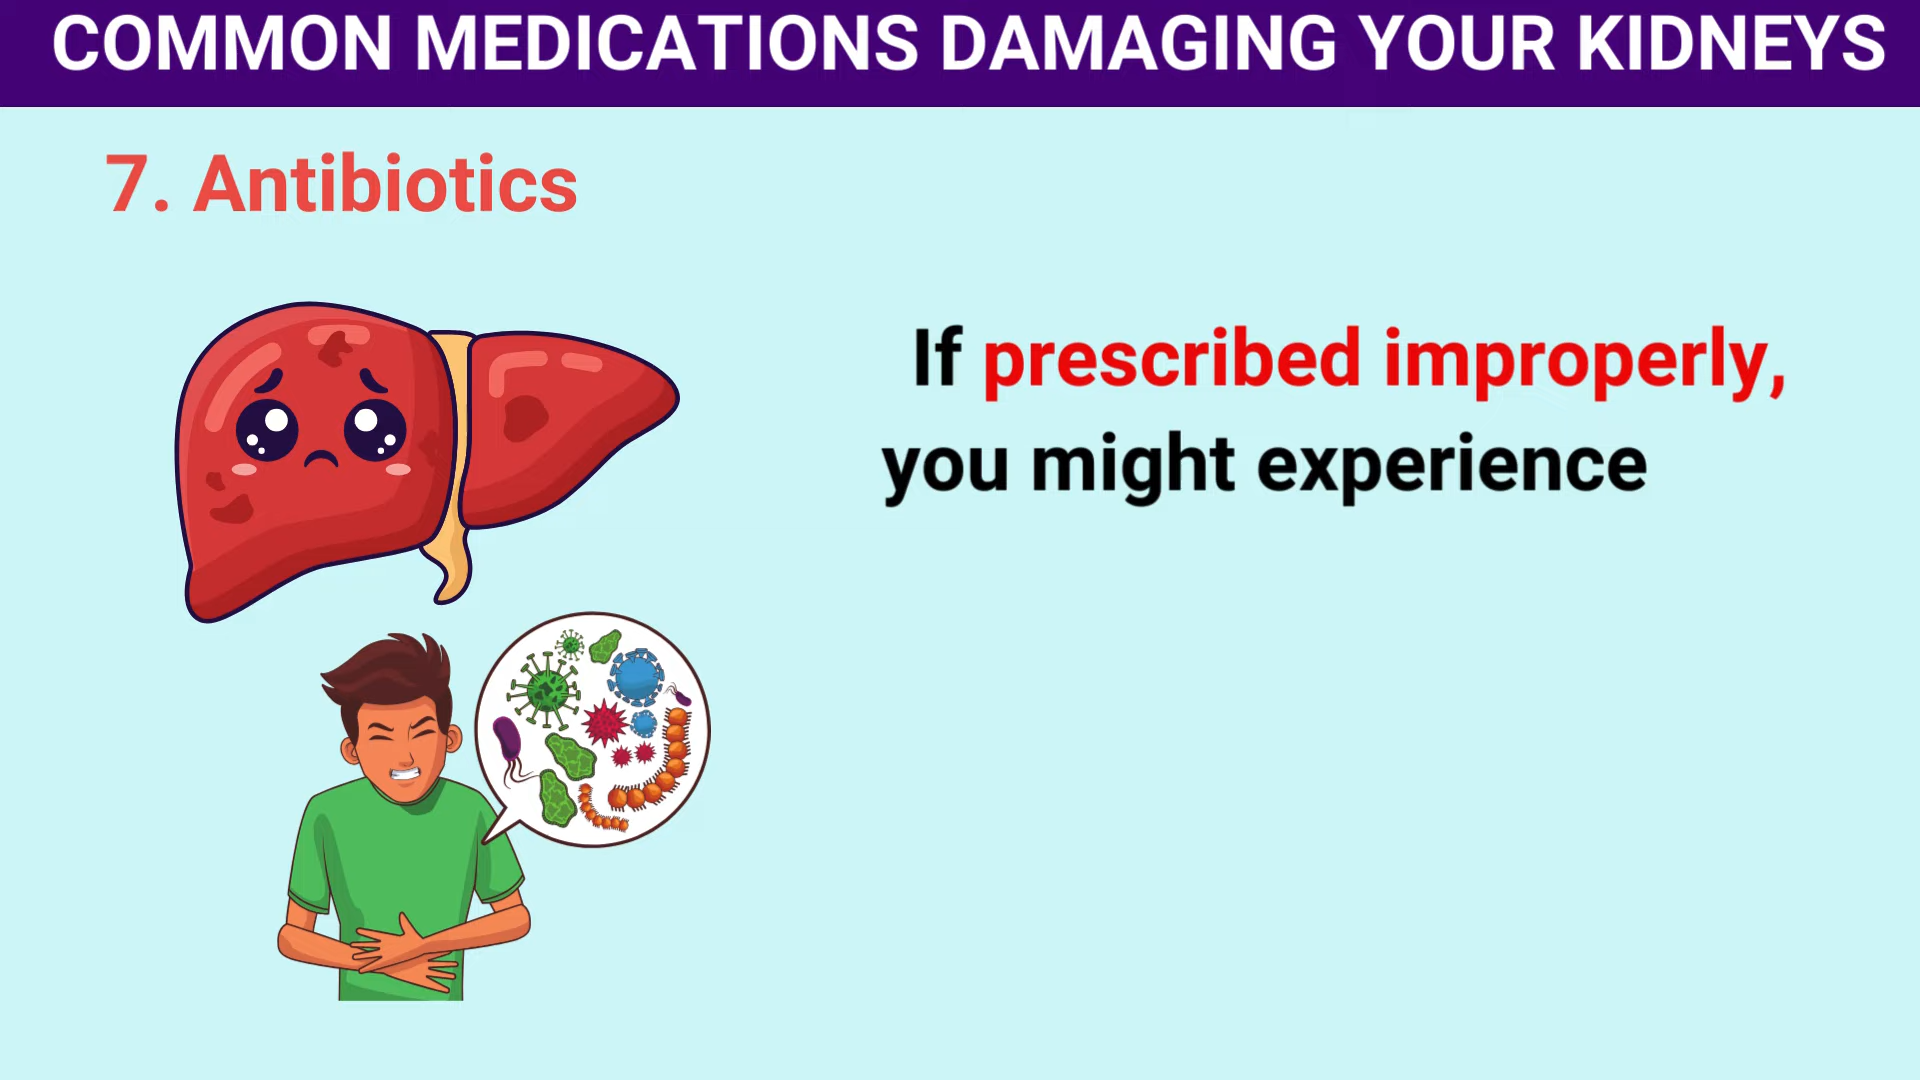 COMMON MEDICATIONS DAMAGING YOUR KIDNEYS
7. Antibiotics
If prescribed improperly,
you might experience